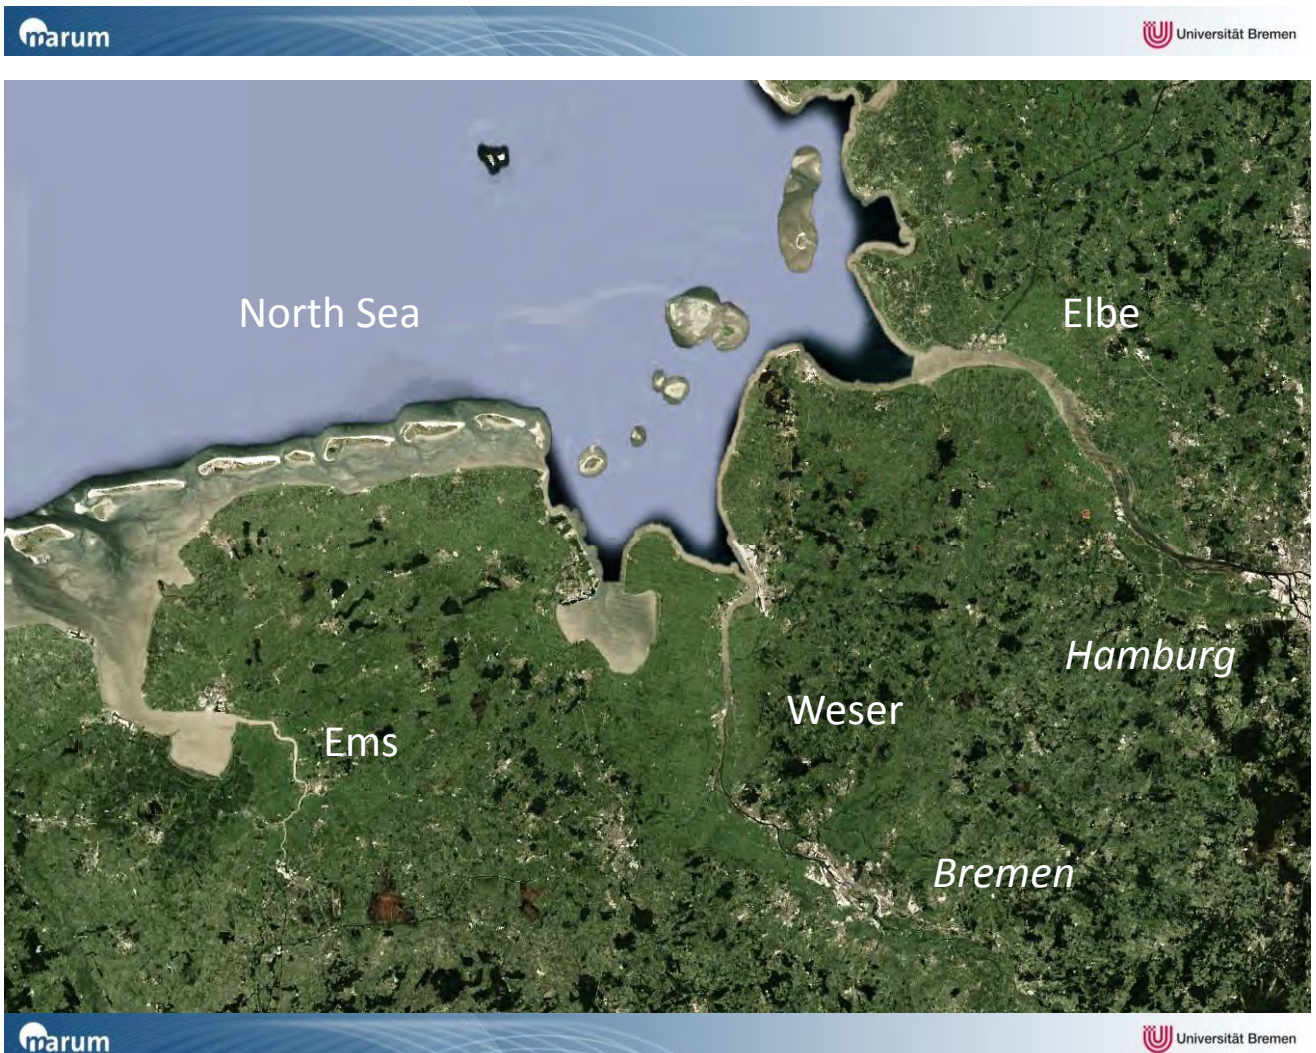 marum
Universität Bremen
North Sea
Elbe
Hamburg
Weser
Ems
Bremen
marum
Universität Bremen